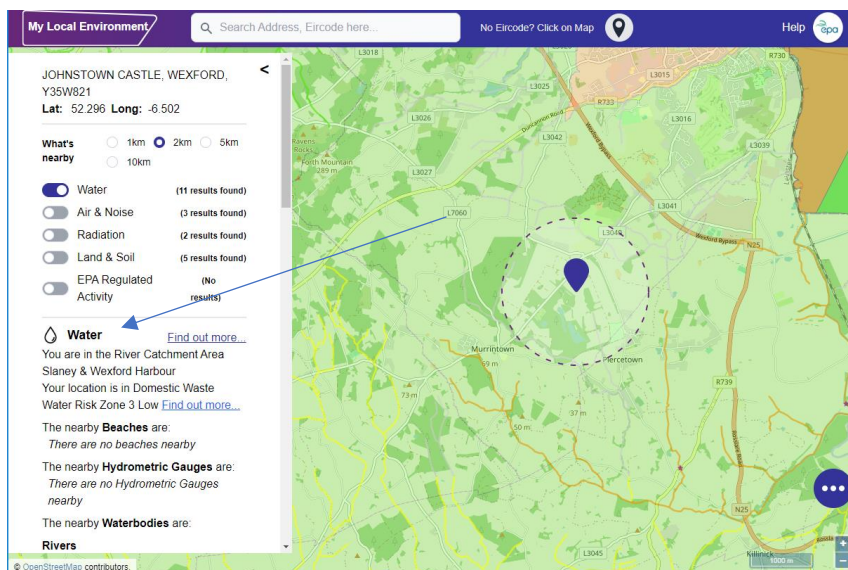 My Local Environment
Search Address, Eircode here...
No Eircode? Click on Map
Help
epa
JOHNSTOWN CASTLE, WEXFORD,
Y35W821
<
Lat: 52.296 Long: -6.502
What's nearby
1km 2km 5km
10km
Water (11 results found)
Air & Noise (3 results found)
Radiation (2 results found)
Land & Soil (5 results found)
EPA Regulated Activity (No results)
Water Find out more...
You are in the River Catchment Area
Slaney & Wexford Harbour
Your location is in Domestic Waste
Water Risk Zone 3 Low Find out more...
The nearby Beaches are:
There are no beaches nearby
The nearby Hydrometric Gauges are:
There are no Hydrometric Gauges
nearby
The nearby Waterbodies are:
Rivers
© OpenStreetMap contributors.
L3018
R730
L3015
L3025
R733
L3026
Duncannon Road
L3016
Wexford Bypass
L3042
L3039
Forth Mountain
289 m
L3027
L7060
L3041
Wexford Bypass
N25
Murrintown
69 m
Piercetown
73 m
R739
37 m
50 m
Rosslare Road
N25
L3045
Killinick
1000 m
+
−